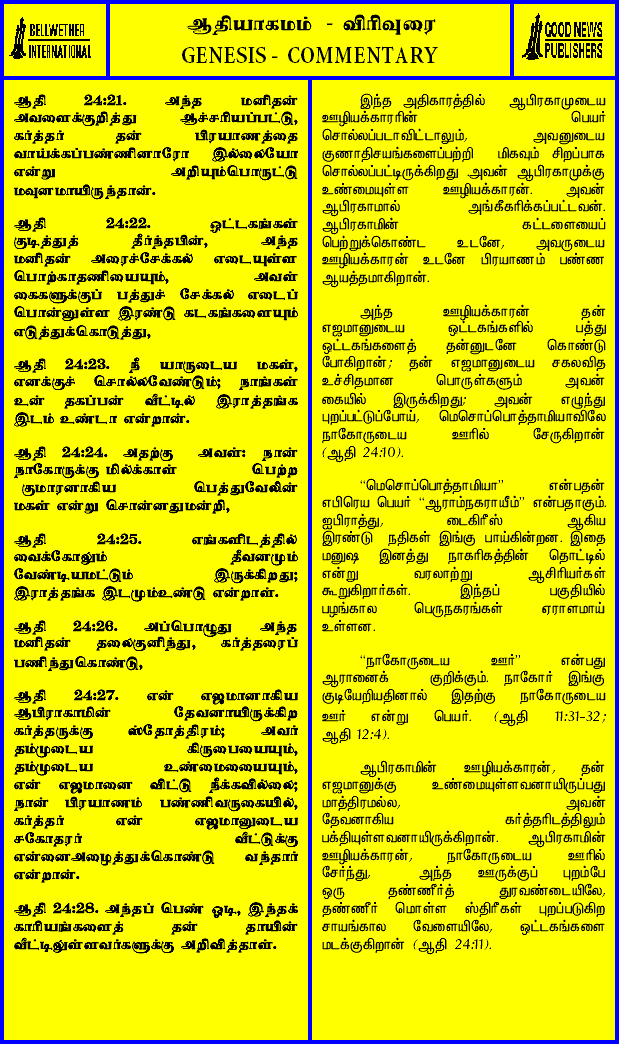 BELLWETHER
INTERNATIONAL
ஆதியாகமம் - விரிவுரை
GENESIS - COMMENTARY
GOOD NEWS
PUBLISHERS
ஆதி 24:21. அந்த மனிதன்
அவளைக்குறித்து ஆச்சரியப்பட்டு,
கர்த்தர் தன் பிரயாணத்தை
வாய்க்கப்பண்ணினாரோ இல்லையோ
என்று அறியும்பொருட்டு
மவுனமாயிருந்தான்.
ஆதி 24:22. ஒட்டகங்கள்
குடித்துத் தீர்ந்தபின், அந்த
மனிதன் அரைச்சேக்கல் எடையுள்ள
பொற்காதணியையும், அவள்
கைகளுக்குப் பத்துச் சேக்கல் எடைப்
பொன்னுள்ள இரண்டு கடகங்களையும்
எடுத்துக்கொடுத்து,
ஆதி 24:23. நீ யாருடைய மகள்,
எனக்குச் சொல்லவேண்டும்; நாங்கள்
உன் தகப்பன் வீட்டில் இராத்தங்க
இடம் உண்டா என்றான்.
ஆதி 24:24. அதற்கு அவள்: நான்
நாகோருக்கு மில்க்காள் பெற்ற
குமாரனாகிய பெத்துவேலின்
மகள் என்று சொன்னதுமன்றி,
ஆதி 24:25. எங்களிடத்தில்
வைக்கோலும் தீவனமும்
வேண்டியமட்டும் இருக்கிறது;
இராத்தங்க இடமும்உண்டு என்றாள்.
ஆதி 24:26. அப்பொழுது அந்த
மனிதன் தலைகுனிந்து, கர்த்தரைப்
பணிந்துகொண்டு,
ஆதி 24:27. என் எஜமானாகிய
ஆபிராகாமின் தேவனாயிருக்கிற
கர்த்தருக்கு ஸ்தோத்திரம்; அவர்
தம்முடைய கிருபையையும்,
தம்முடைய உண்மையையும்,
என் எஜமானை விட்டு நீக்கவில்லை;
நான் பிரயாணம் பண்ணிவருகையில்,
கர்த்தர் என் எஜமானுடைய
சகோதரர் வீட்டுக்கு
என்னைஅழைத்துக்கொண்டு வந்தார்
என்றான்.
ஆதி 24:28. அந்தப் பெண் ஓடி, இந்தக்
காரியங்களைத் தன் தாயின்
வீட்டிலுள்ளவர்களுக்கு அறிவித்தாள்.
இந்த அதிகாரத்தில் ஆபிரகாமுடைய
ஊழியக்காரரின் பெயர்
சொல்லப்படாவிட்டாலும், அவனுடைய
குணாதிசயங்களைப்பற்றி மிகவும் சிறப்பாக
சொல்லப்பட்டிருக்கிறது அவன் ஆபிரகாமுக்கு
உண்மையுள்ள ஊழியக்காரன். அவன்
ஆபிரகாமால் அங்கீகரிக்கப்பட்டவன்.
ஆபிரகாமின் கட்டளையைப்
பெற்றுக்கொண்ட உடனே, அவருடைய
ஊழியக்காரன் உடனே பிரயாணம் பண்ண
ஆயத்தமாகிறான்.
அந்த ஊழியக்காரன் தன்
எஜமானுடைய ஒட்டகங்களில் பத்து
ஒட்டகங்களைத் தன்னுடனே கொண்டு
போகிறான்; தன் எஜமானுடைய சகலவித
உச்சிதமான பொருள்களும் அவன்
கையில் இருக்கிறது; அவன் எழுந்து
புறப்பட்டுப்போய், மெசொப்பொத்தாமியாவிலே
நாகோருடைய ஊரில் சேருகிறான்
(ஆதி 24:10).
“மெசொப்பொத்தாமியா” என்பதன்
எபிரெய பெயர் “ஆராம்நகராயீம்” என்பதாகும்.
ஐபிராத்து, டைகிரீஸ் ஆகிய
இரண்டு நதிகள் இங்கு பாய்கின்றன. இதை
மனுஷ இனத்து நாகரிகத்தின் தொட்டில்
என்று வரலாற்று ஆசிரியர்கள்
கூறுகிறார்கள். இந்தப் பகுதியில்
பழங்கால பெருநகரங்கள் ஏராளமாய்
உள்ளன.
“நாகோருடைய ஊர்” என்பது
ஆரானைக் குறிக்கும். நாகோர் இங்கு
குடியேறியதினால் இதற்கு நாகோருடைய
ஊர் என்று பெயர். (ஆதி 11:31-32;
ஆதி 12:4).
ஆபிரகாமின் ஊழியக்காரன், தன்
எஜமானுக்கு உண்மையுள்ளவனாயிருப்பது
மாத்திரமல்ல, அவன்
தேவனாகிய கர்த்தரிடத்திலும்
பக்தியுள்ளவனாயிருக்கிறான். ஆபிரகாமின்
ஊழியக்காரன், நாகோருடைய ஊரில்
சேர்ந்து, அந்த ஊருக்குப் புறம்பே
ஒரு தண்ணீர்த் துரவண்டையிலே,
தண்ணீர் மொள்ள ஸ்திரீகள் புறப்படுகிற
சாயங்கால வேளையிலே, ஒட்டகங்களை
மடக்குகிறான் (ஆதி 24:11).